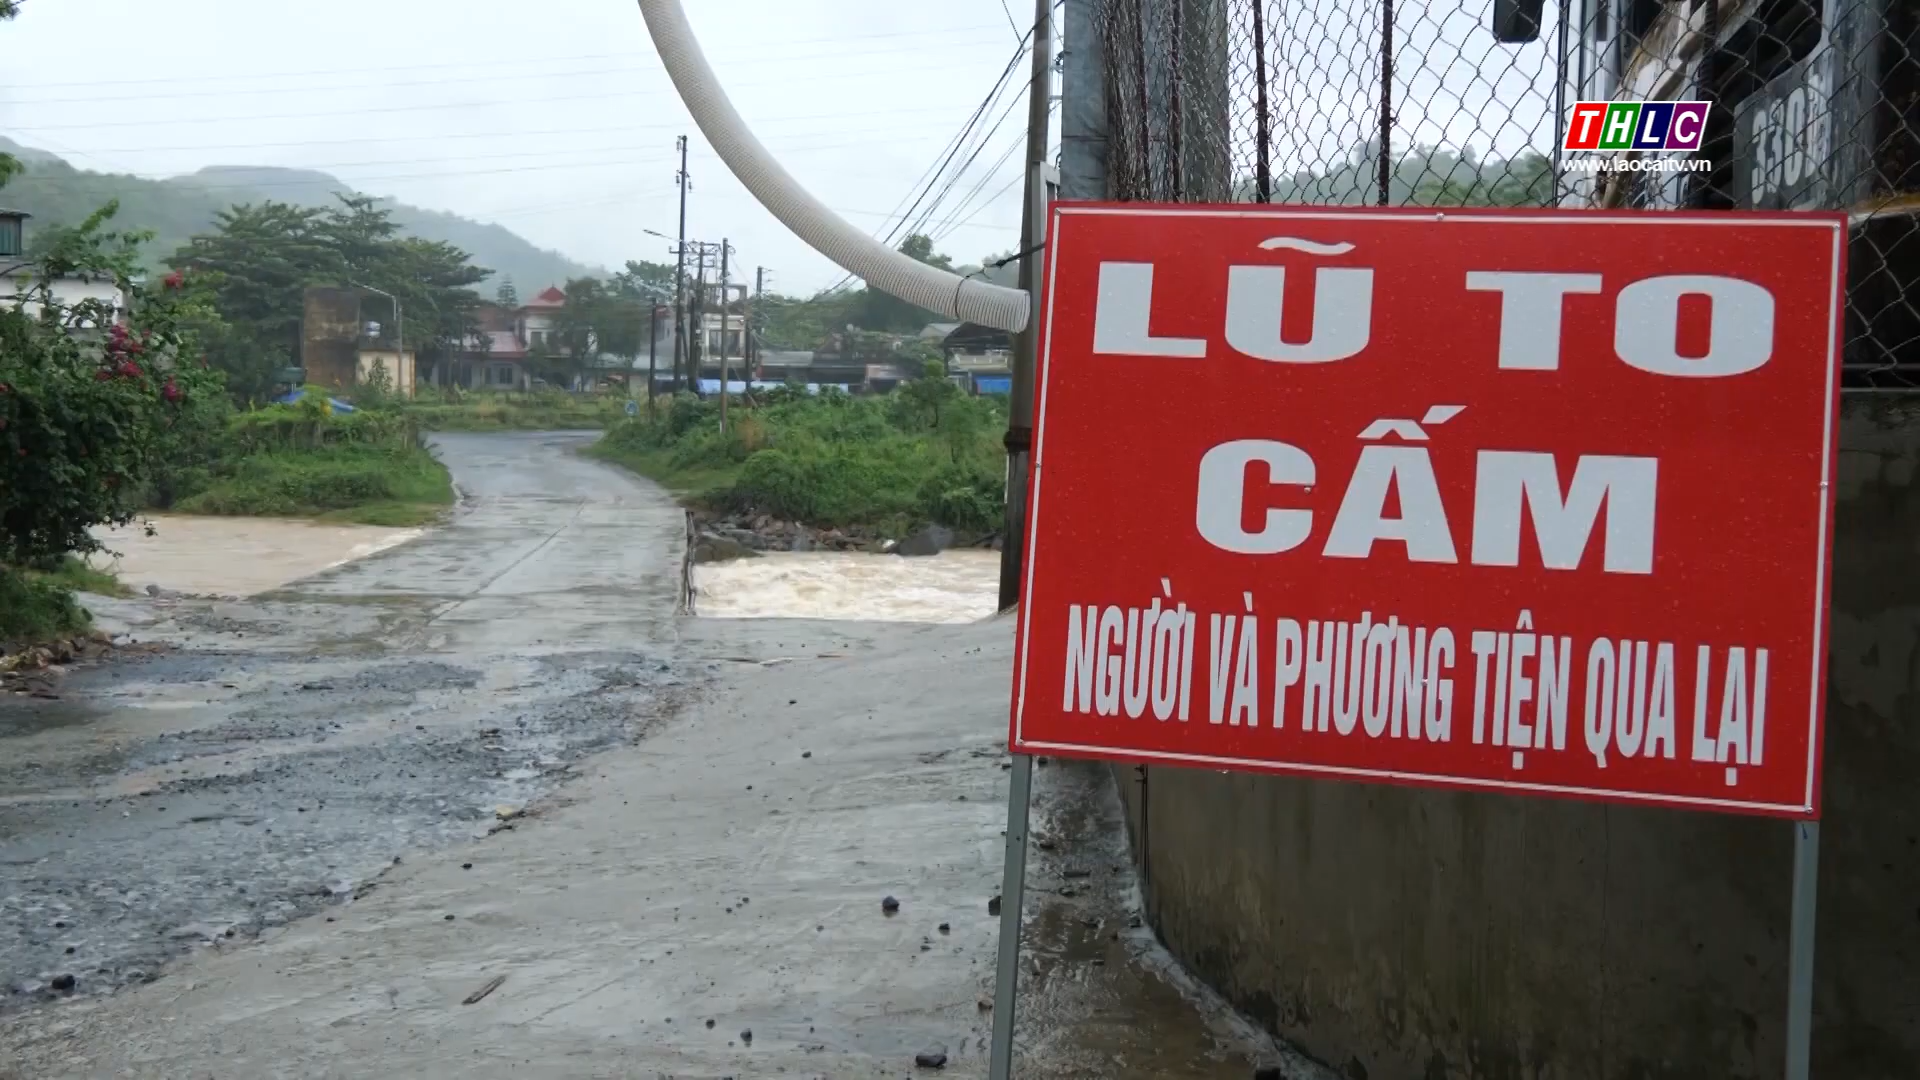 THLC
www.laocaitv.vn
LŨ TO
CẤM
NGƯỜI VÀ PHƯƠNG TIỆN QUA LẠI